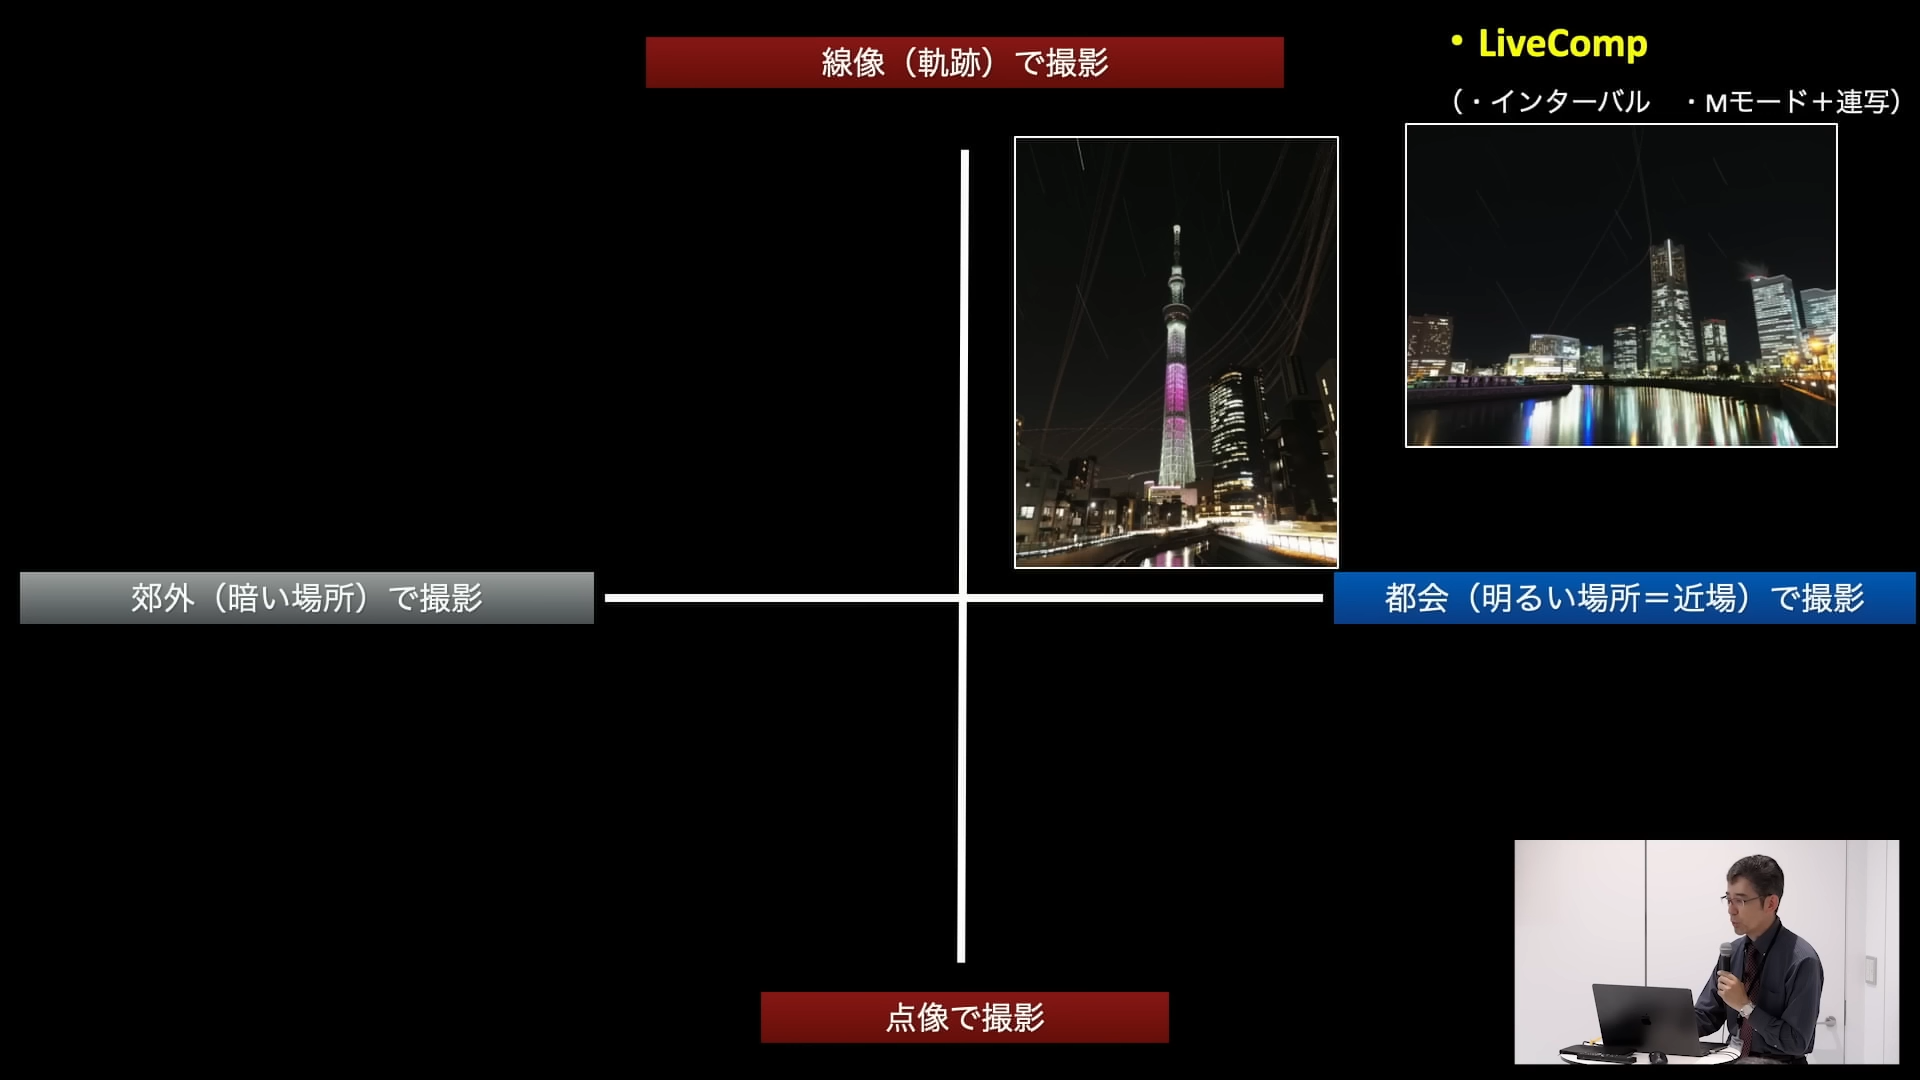 線像（軌跡）で撮影
• LiveComp
（・インターバル　・Mモード＋連写）
郊外（暗い場所）で撮影
都会（明るい場所＝近場）で撮影
点像で撮影